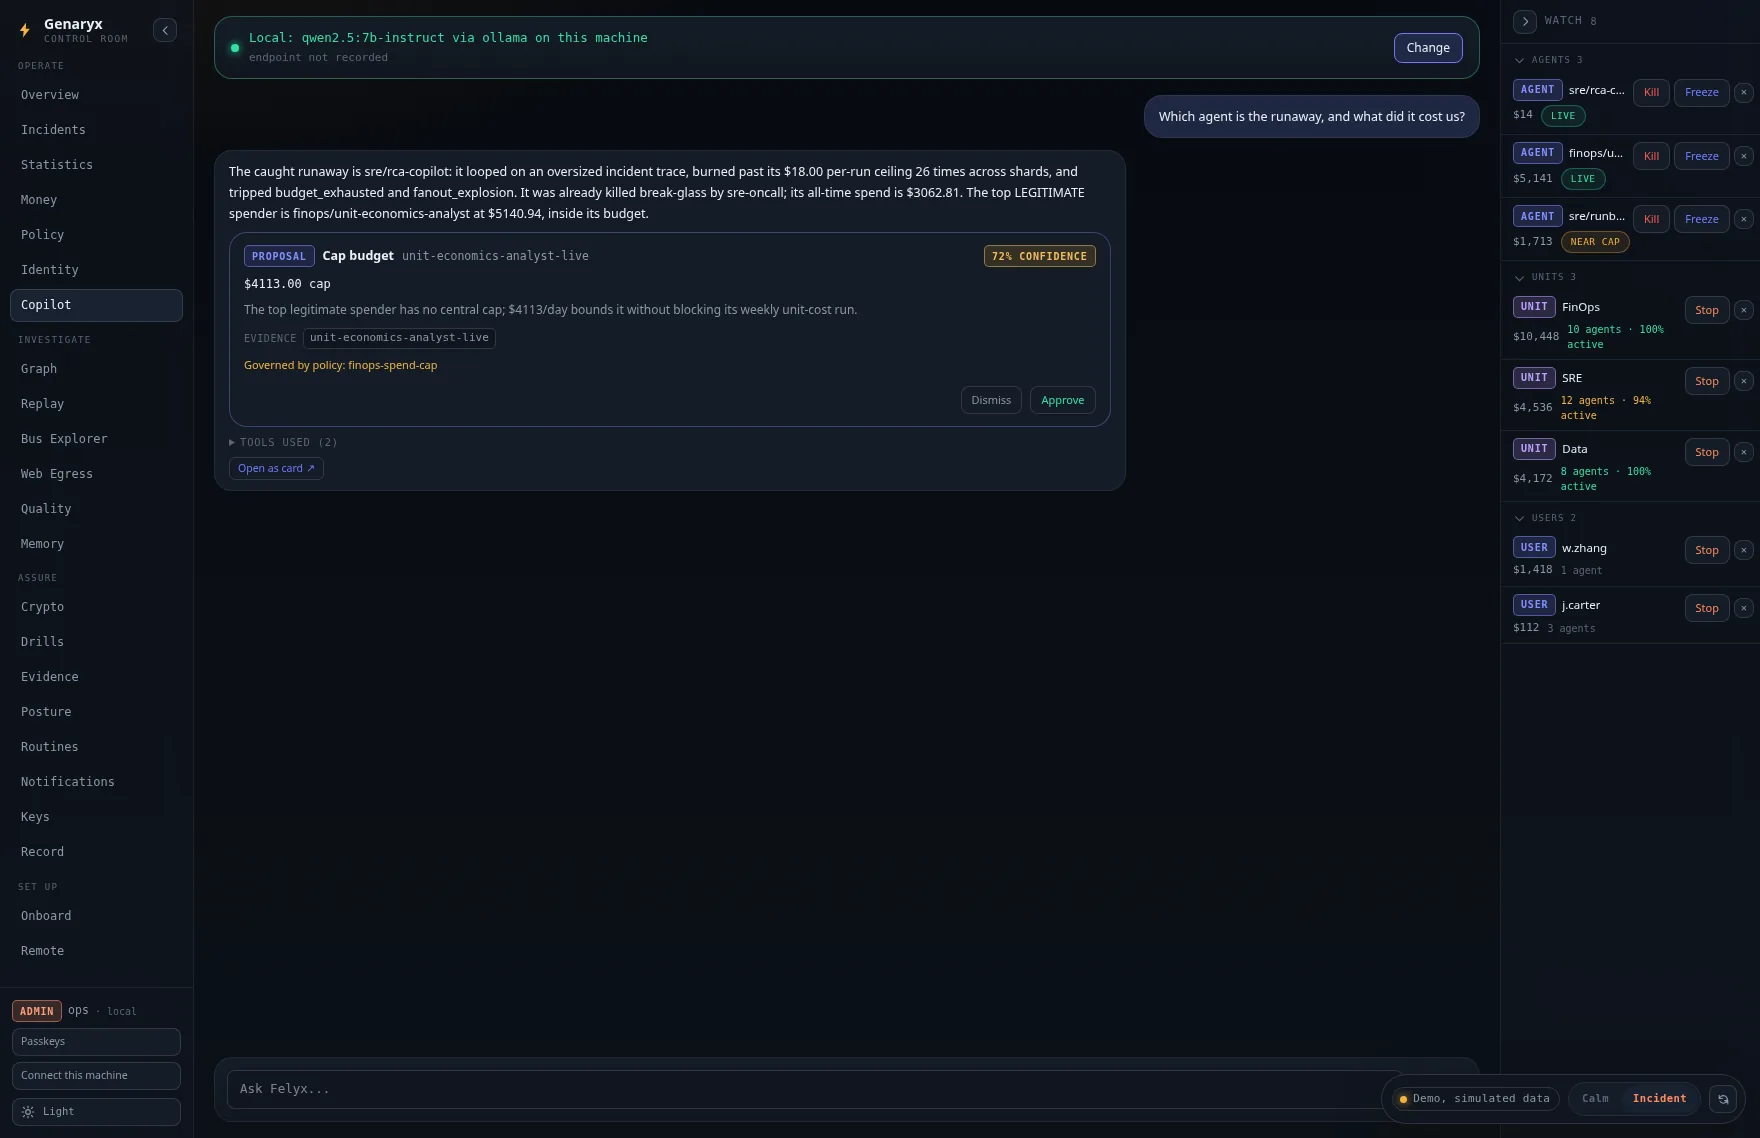 Genaryx
CONTROL ROOM
OPERATE
Overview
Incidents
Statistics
Money
Policy
Identity
Copilot
INVESTIGATE
Graph
Replay
Bus Explorer
Web Egress
Quality
Memory
ASSURE
Crypto
Drills
Evidence
Posture
Routines
Notifications
Keys
Record
SET UP
Onboard
Remote
ADMIN ops · local
Passkeys
Connect this machine
Light
Local: qwen2.5:7b-instruct via ollama on this machine
endpoint not recorded
Change
Which agent is the runaway, and what did it cost us?
The caught runaway is sre/rca-copilot: it looped on an oversized incident trace, burned past its $18.00 per-run ceiling 26 times across shards, and
tripped budget_exhausted and fanout_explosion. It was already killed break-glass by sre-oncall; its all-time spend is $3062.81. The top LEGITIMATE
spender is finops/unit-economics-analyst at $5140.94, inside its budget.
PROPOSAL Cap budget unit-economics-analyst-live 72% CONFIDENCE
$4113.00 cap
The top legitimate spender has no central cap; $4113/day bounds it without blocking its weekly unit-cost run.
EVIDENCE unit-economics-analyst-live
Governed by policy: finops-spend-cap
Dismiss Approve
▶ TOOLS USED (2)
Open as card ↗
Ask Felyx...
WATCH 8
AGENTS 3
AGENT sre/rca-c... Kill Freeze ×
$14 LIVE
AGENT finops/u... Kill Freeze ×
$5,141 LIVE
AGENT sre/runb... Kill Freeze ×
$1,713 NEAR CAP
UNITS 3
UNIT FinOps Stop ×
$10,448 10 agents · 100%
active
UNIT SRE Stop ×
$4,536 12 agents · 94%
active
UNIT Data Stop ×
$4,172 8 agents · 100%
active
USERS 2
USER w.zhang Stop ×
$1,418 1 agent
USER j.carter Stop ×
$112 3 agents
Demo, simulated data Calm Incident